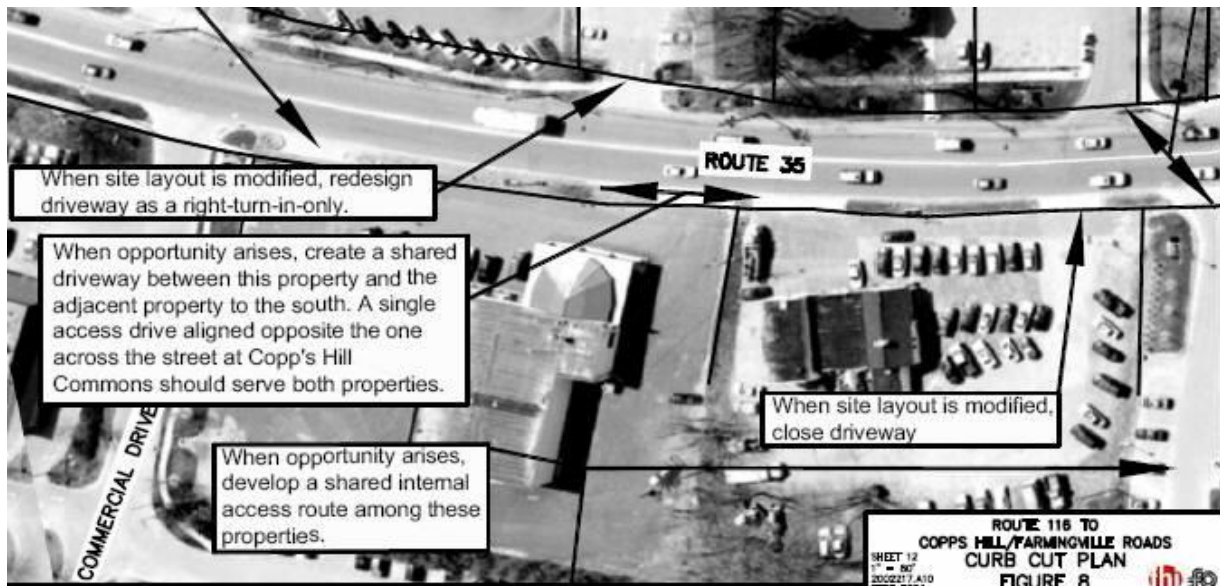 When site layout is modified, redesign
driveway as a right-turn-in-only.
ROUTE 35
When opportunity arises, create a shared
driveway between this property and the
adjacent property to the south. A single
access drive aligned opposite the one
across the street at Copp's Hill
Commons should serve both properties.
When site layout is modified,
close driveway
When opportunity arises,
develop a shared internal
access route among these
properties.
COMMERCIAL DRIVE
ROUTE 116 TO
COPPS HILL/FARMINGVILLE ROADS
CURB CUT PLAN
FIGURE 8
SHEET 12
1" = 80'
2002217.A10